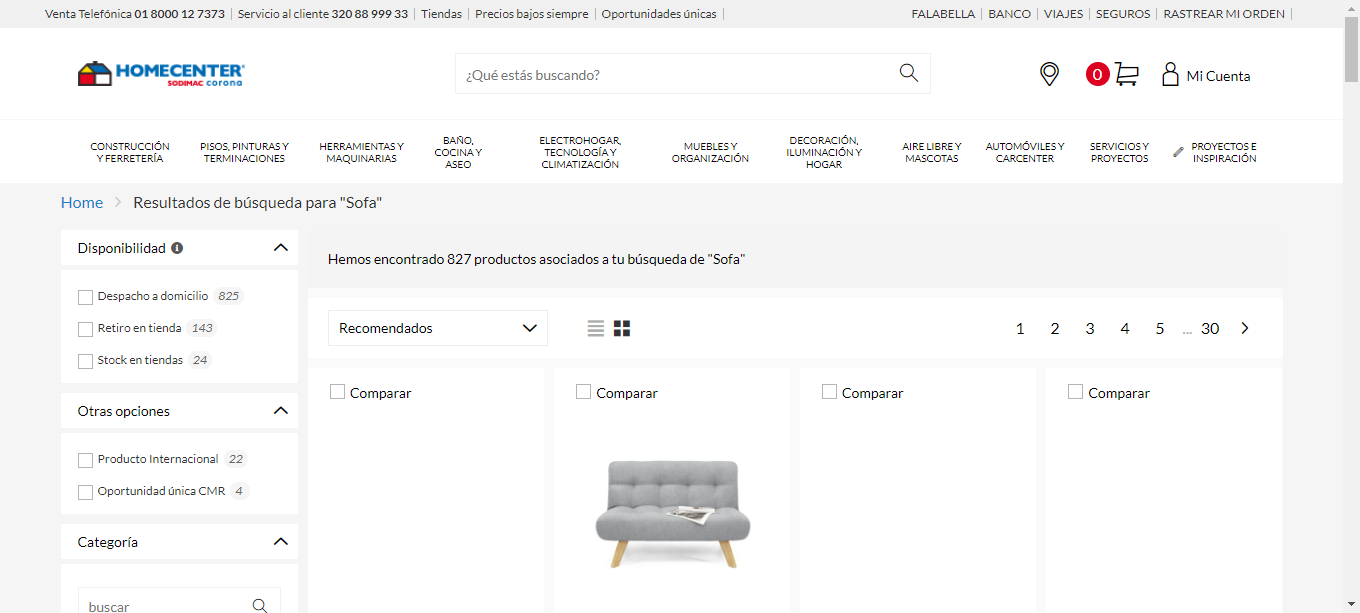 Venta Telefónica 01 8000 12 7373 Servicio al cliente 320 88 999 33 Tiendas Precios bajos siempre Oportunidades únicas FALABELLA BANCO VIAJES SEGUROS RASTREAR MI ORDEN
HOMECENTER
SODIMAC corona
¿Qué estás buscando?
0
Mi Cuenta
CONSTRUCCIÓN
Y FERRETERÍA
PISOS, PINTURAS Y
TERMINACIONES
HERRAMIENTAS Y
MAQUINARIAS
BAÑO,
COCINA Y
ASEO
ELECTROHOGAR,
TECNOLOGÍA Y
CLIMATIZACIÓN
MUEBLES Y
ORGANIZACIÓN
DECORACIÓN,
ILUMINACIÓN Y
HOGAR
AIRE LIBRE Y
MASCOTAS
AUTOMÓVILES Y
CARCENTER
SERVICIOS Y
PROYECTOS
PROYECTOS E
INSPIRACIÓN
Home > Resultados de búsqueda para "Sofa"
Disponibilidad
Despacho a domicilio 825
Retiro en tienda 143
Stock en tiendas 24
Otras opciones
Producto Internacional 22
Oportunidad única CMR 4
Categoría
buscar
Hemos encontrado 827 productos asociados a tu búsqueda de "Sofa"
Recomendados
1 2 3 4 5 ... 30 >
Comparar
Comparar
Comparar
Comparar